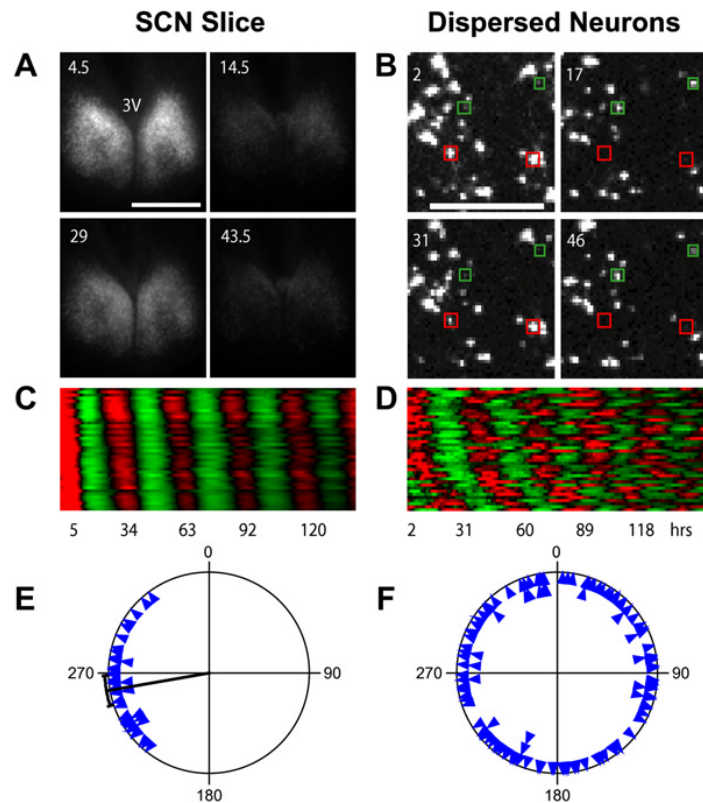 SCN Slice
Dispersed Neurons
A
4.5
3V
14.5
29
43.5
B
2
17
31
46
C
5 34 63 92 120
D
2 31 60 89 118 hrs
E
0
270
180
F
0
270 90
90
180